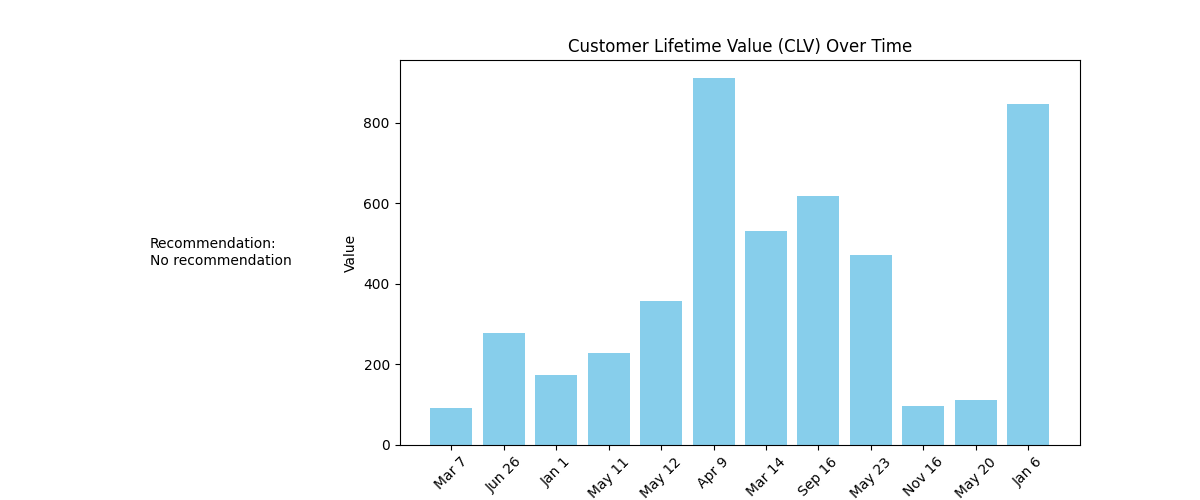 Customer Lifetime Value (CLV) Over Time
Recommendation:
No recommendation
Value
800
600
400
200
0
Mar 7
Jun 26
Jan 1
May 11
May 12
Apr 9
Mar 14
Sep 16
May 23
Nov 16
May 20
Jan 6